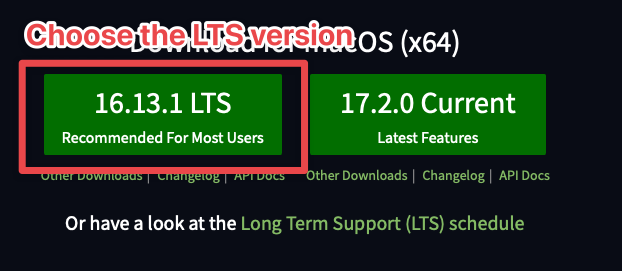 Choose the LTS version
Download for macOS (x64)
16.13.1 LTS
Recommended For Most Users
17.2.0 Current
Latest Features
Other Downloads | Changelog | API Docs
Other Downloads | Changelog | API Docs
Or have a look at the Long Term Support (LTS) schedule